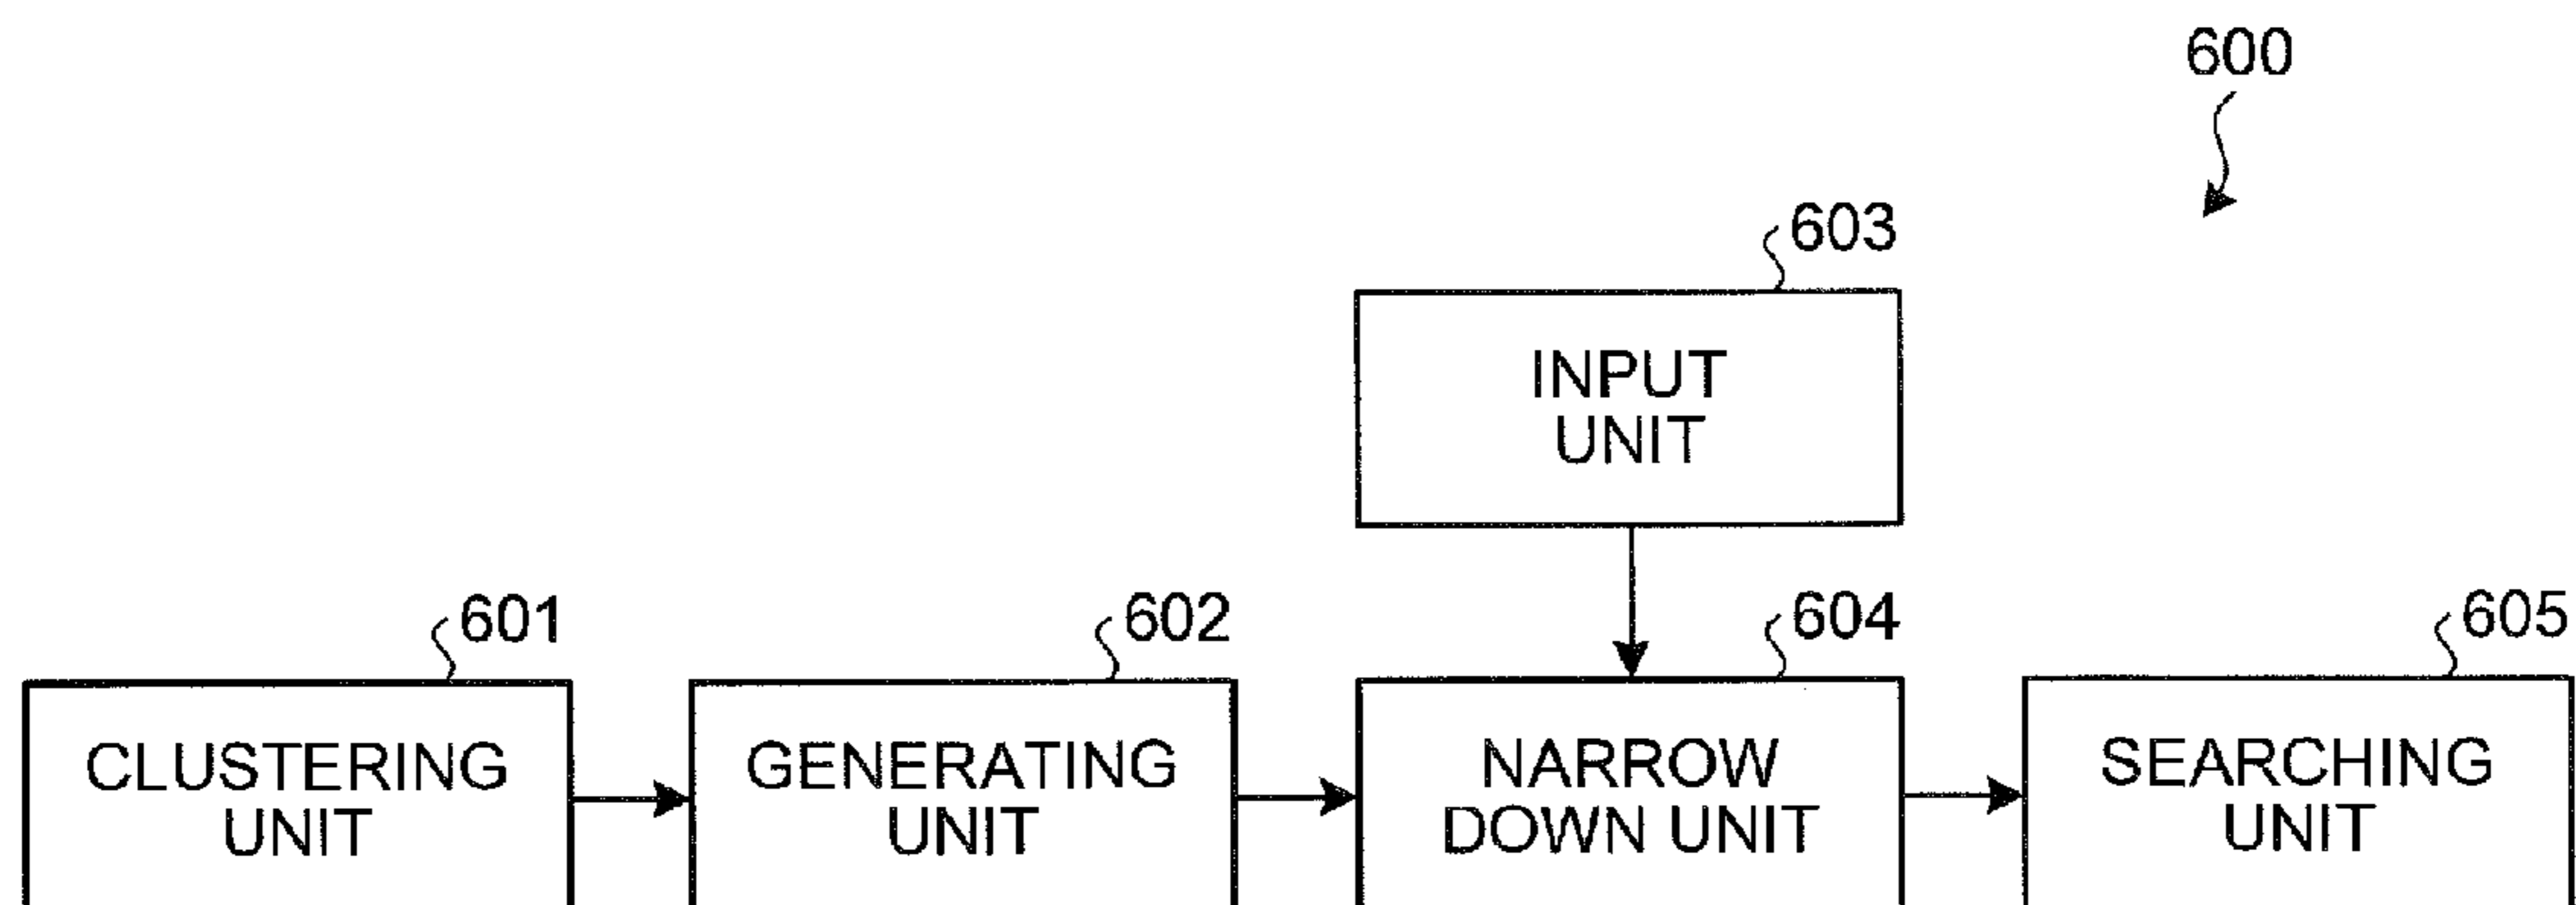 600
603
INPUT
UNIT
601
602
604
605
CLUSTERING
UNIT
GENERATING
UNIT
NARROW
DOWN UNIT
SEARCHING
UNIT